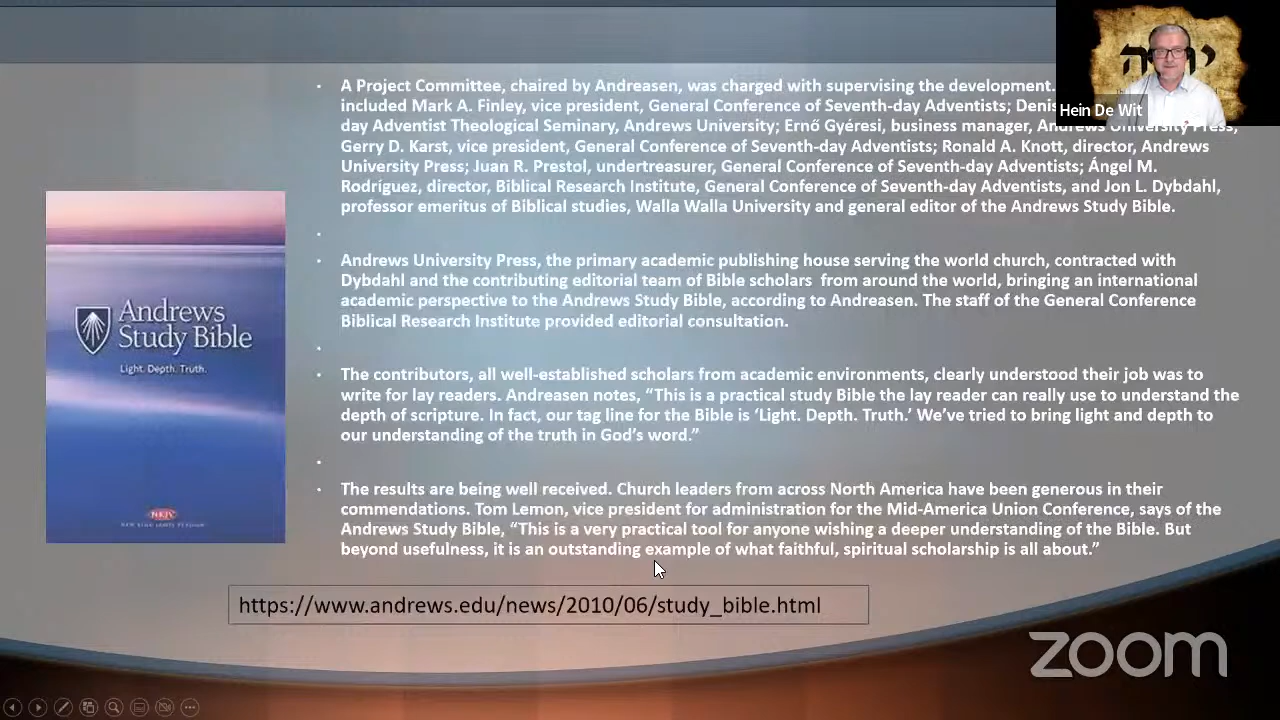 A Project Committee, chaired by Andreasen, was charged with supervising the development.
included Mark A. Finley, vice president, General Conference of Seventh-day Adventists; Denis
day Adventist Theological Seminary, Andrews University; Ernő Gyéresi, business manager, Andrews University Press,
Gerry D. Karst, vice president, General Conference of Seventh-day Adventists; Ronald A. Knott, director, Andrews
University Press; Juan R. Prestol, undertreasurer, General Conference of Seventh-day Adventists; Ángel M.
Rodríguez, director, Biblical Research Institute, General Conference of Seventh-day Adventists, and Jon L. Dybdahl,
professor emeritus of Biblical studies, Walla Walla University and general editor of the Andrews Study Bible.
Andrews University Press, the primary academic publishing house serving the world church, contracted with
Dybdahl and the contributing editorial team of Bible scholars from around the world, bringing an international
academic perspective to the Andrews Study Bible, according to Andreasen. The staff of the General Conference
Biblical Research Institute provided editorial consultation.
The contributors, all well-established scholars from academic environments, clearly understood their job was to
write for lay readers. Andreasen notes, “This is a practical study Bible the lay reader can really use to understand the
depth of scripture. In fact, our tag line for the Bible is ‘Light. Depth. Truth.’ We’ve tried to bring light and depth to
our understanding of the truth in God’s word.”
The results are being well received. Church leaders from across North America have been generous in their
commendations. Tom Lemon, vice president for administration for the Mid-America Union Conference, says of the
Andrews Study Bible, “This is a very practical tool for anyone wishing a deeper understanding of the Bible. But
beyond usefulness, it is an outstanding example of what faithful, spiritual scholarship is all about.”
https://www.andrews.edu/news/2010/06/study_bible.html
Andrews
Study Bible
Light. Depth. Truth.
NKJV
NEW KING JAMES VERSION
Hein De Wit
zoom